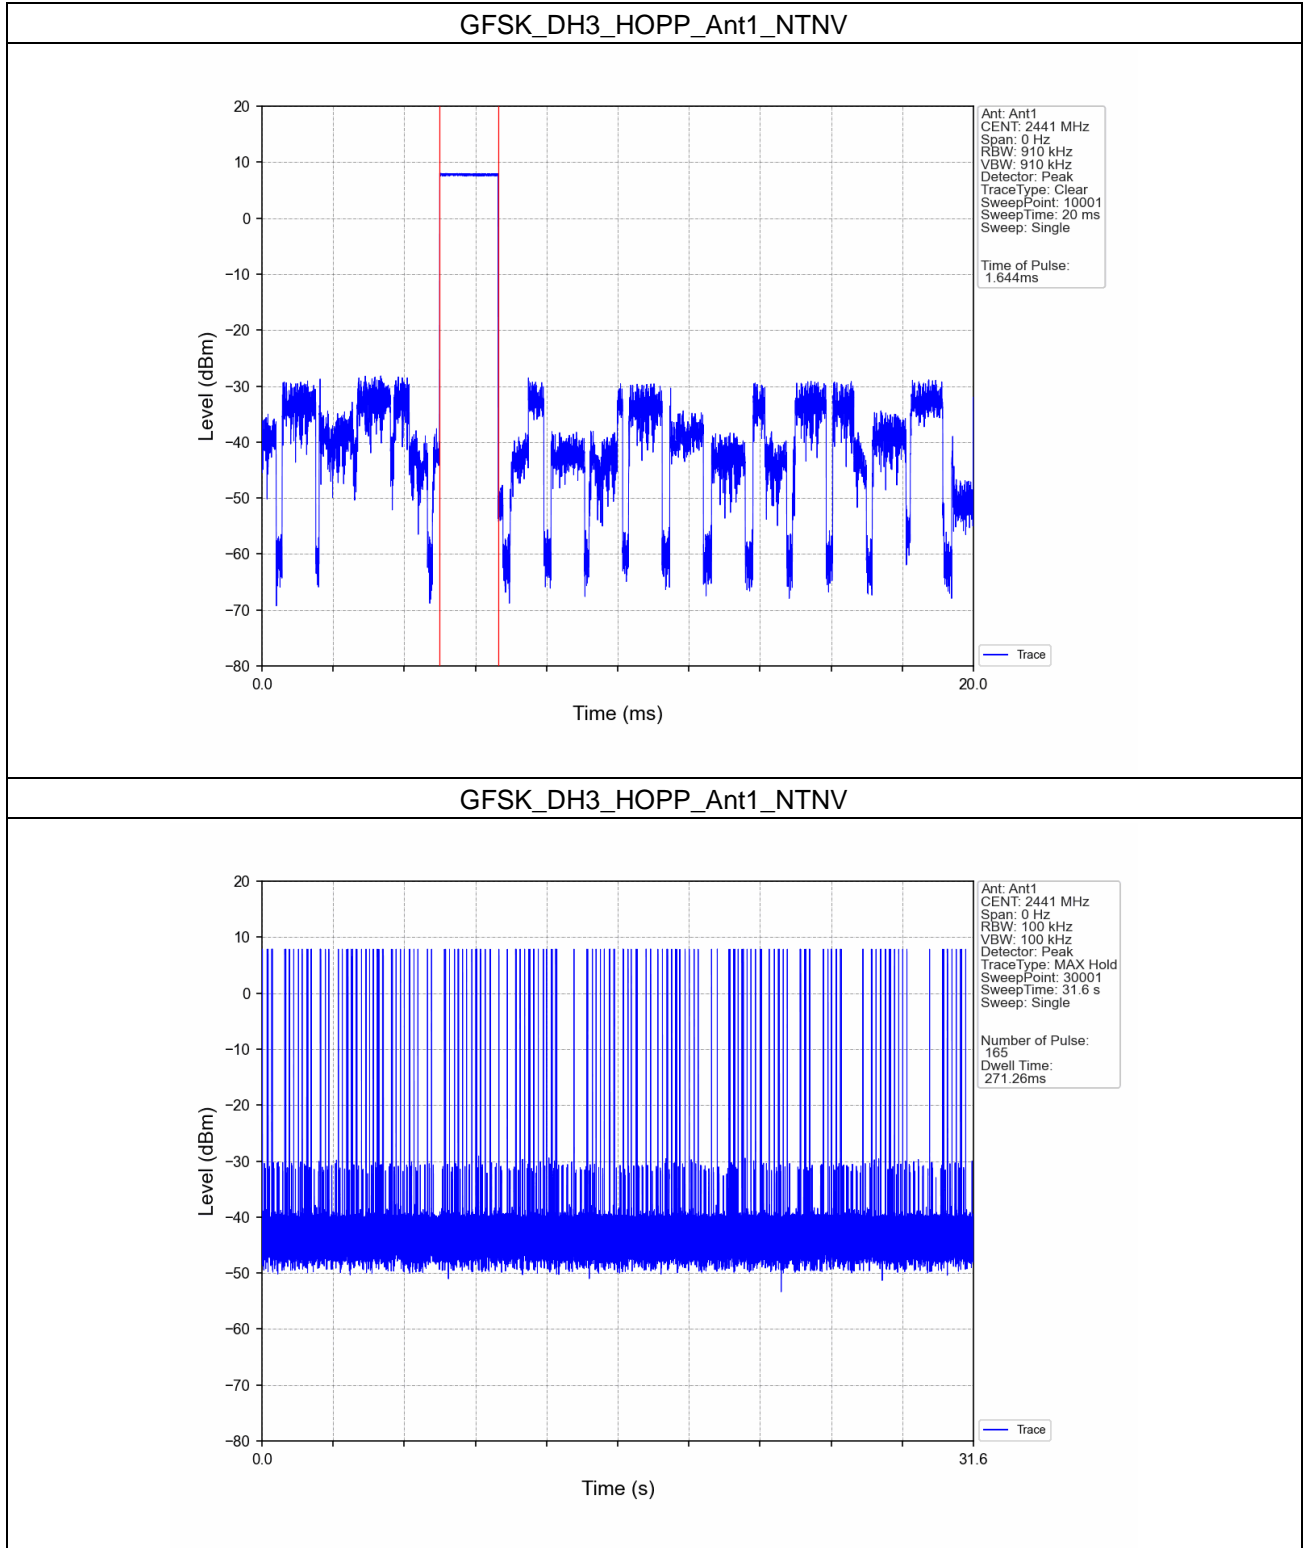 GFSK_DH3_HOPP_Ant1_NTNV
20
10
0
−10
−20
−30
−40
−50
−60
−70
−80
Level (dBm)
0.0
20.0
Time (ms)
Ant: Ant1
CENT: 2441 MHz
Span: 0 Hz
RBW: 910 kHz
VBW: 910 kHz
Detector: Peak
TraceType: Clear
SweepPoint: 10001
SweepTime: 20 ms
Sweep: Single
Time of Pulse:
1.644ms
Trace
GFSK_DH3_HOPP_Ant1_NTNV
20
10
0
−10
−20
−30
−40
−50
−60
−70
−80
Level (dBm)
0.0
31.6
Time (s)
Ant: Ant1
CENT: 2441 MHz
Span: 0 Hz
RBW: 100 kHz
VBW: 100 kHz
Detector: Peak
TraceType: MAX Hold
SweepPoint: 30001
SweepTime: 31.6 s
Sweep: Single
Number of Pulse:
165
Dwell Time:
271.26ms
Trace